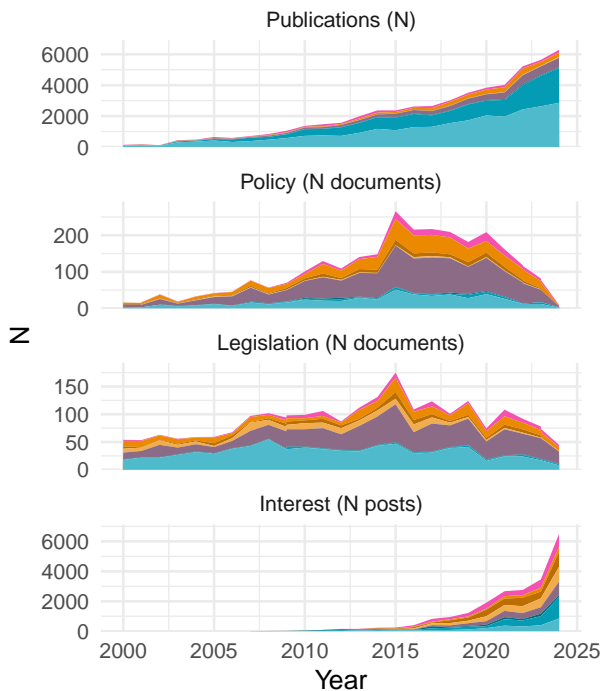 Publications (N)
6000
4000
2000
0
Policy (N documents)
200
100
0
N
Legislation (N documents)
150
100
50
0
Interest (N posts)
6000
4000
2000
0
2000 2005 2010 2015 2020 2025
Year